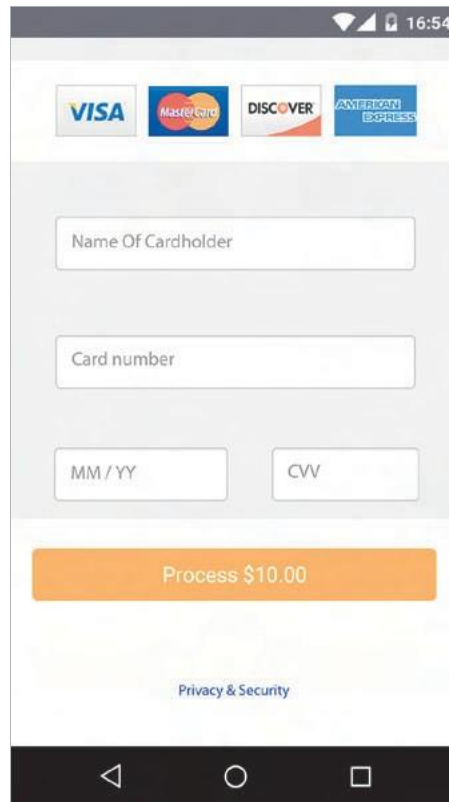 16:54
VISA MasterCard DISCOVER AMERICAN EXPRESS
Name Of Cardholder
Card number
MM / YY CVV
Process $10.00
Privacy & Security